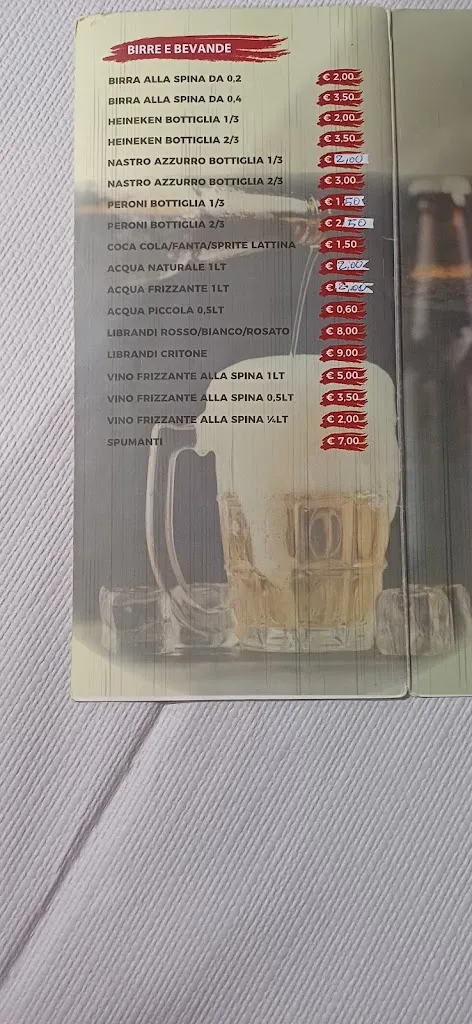 BIRRE E BEVANDE
BIRRA ALLA SPINA DA 0,2 € 2,00
BIRRA ALLA SPINA DA 0,4 € 3,50
HEINEKEN BOTTIGLIA 1/3 € 2,00
HEINEKEN BOTTIGLIA 2/3 € 3,50
NASTRO AZZURRO BOTTIGLIA 1/3 € 2,00
NASTRO AZZURRO BOTTIGLIA 2/3 € 3,00
PERONI BOTTIGLIA 1/3 € 1,50
PERONI BOTTIGLIA 2/3 € 2,50
COCA COLA/FANTA/SPRITE LATTINA € 1,50
ACQUA NATURALE 1LT € 2,00
ACQUA FRIZZANTE 1LT € 2,00
ACQUA PICCOLA 0,5LT € 0,60
LIBRANDI ROSSO/BIANCO/ROSATO € 8,00
LIBRANDI CRITONE € 9,00
VINO FRIZZANTE ALLA SPINA 1LT € 5,00
VINO FRIZZANTE ALLA SPINA 0,5LT € 3,50
VINO FRIZZANTE ALLA SPINA ¼LT € 2,00
SPUMANTI € 7,00